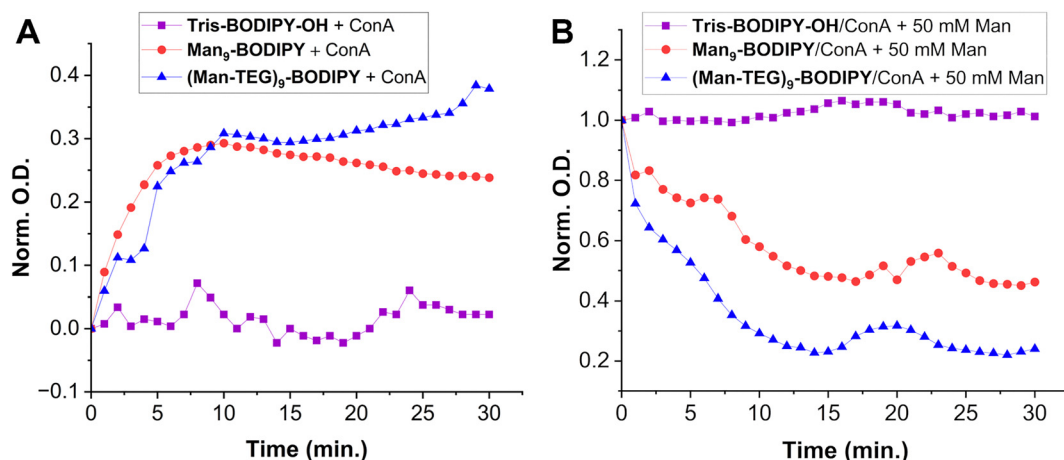 A
Tris-BODIPY-OH + ConA
Man₉-BODIPY + ConA
(Man-TEG)₉-BODIPY + ConA
Norm. O.D.
0.4
0.3
0.2
0.1
0.0
−0.1
0 5 10 15 20 25 30
Time (min.)
B
Tris-BODIPY-OH/ConA + 50 mM Man
Man₉-BODIPY/ConA + 50 mM Man
(Man-TEG)₉-BODIPY/ConA + 50 mM Man
Norm. O.D.
1.2
1.0
0.8
0.6
0.4
0.2
0 5 10 15 20 25 30
Time (min.)